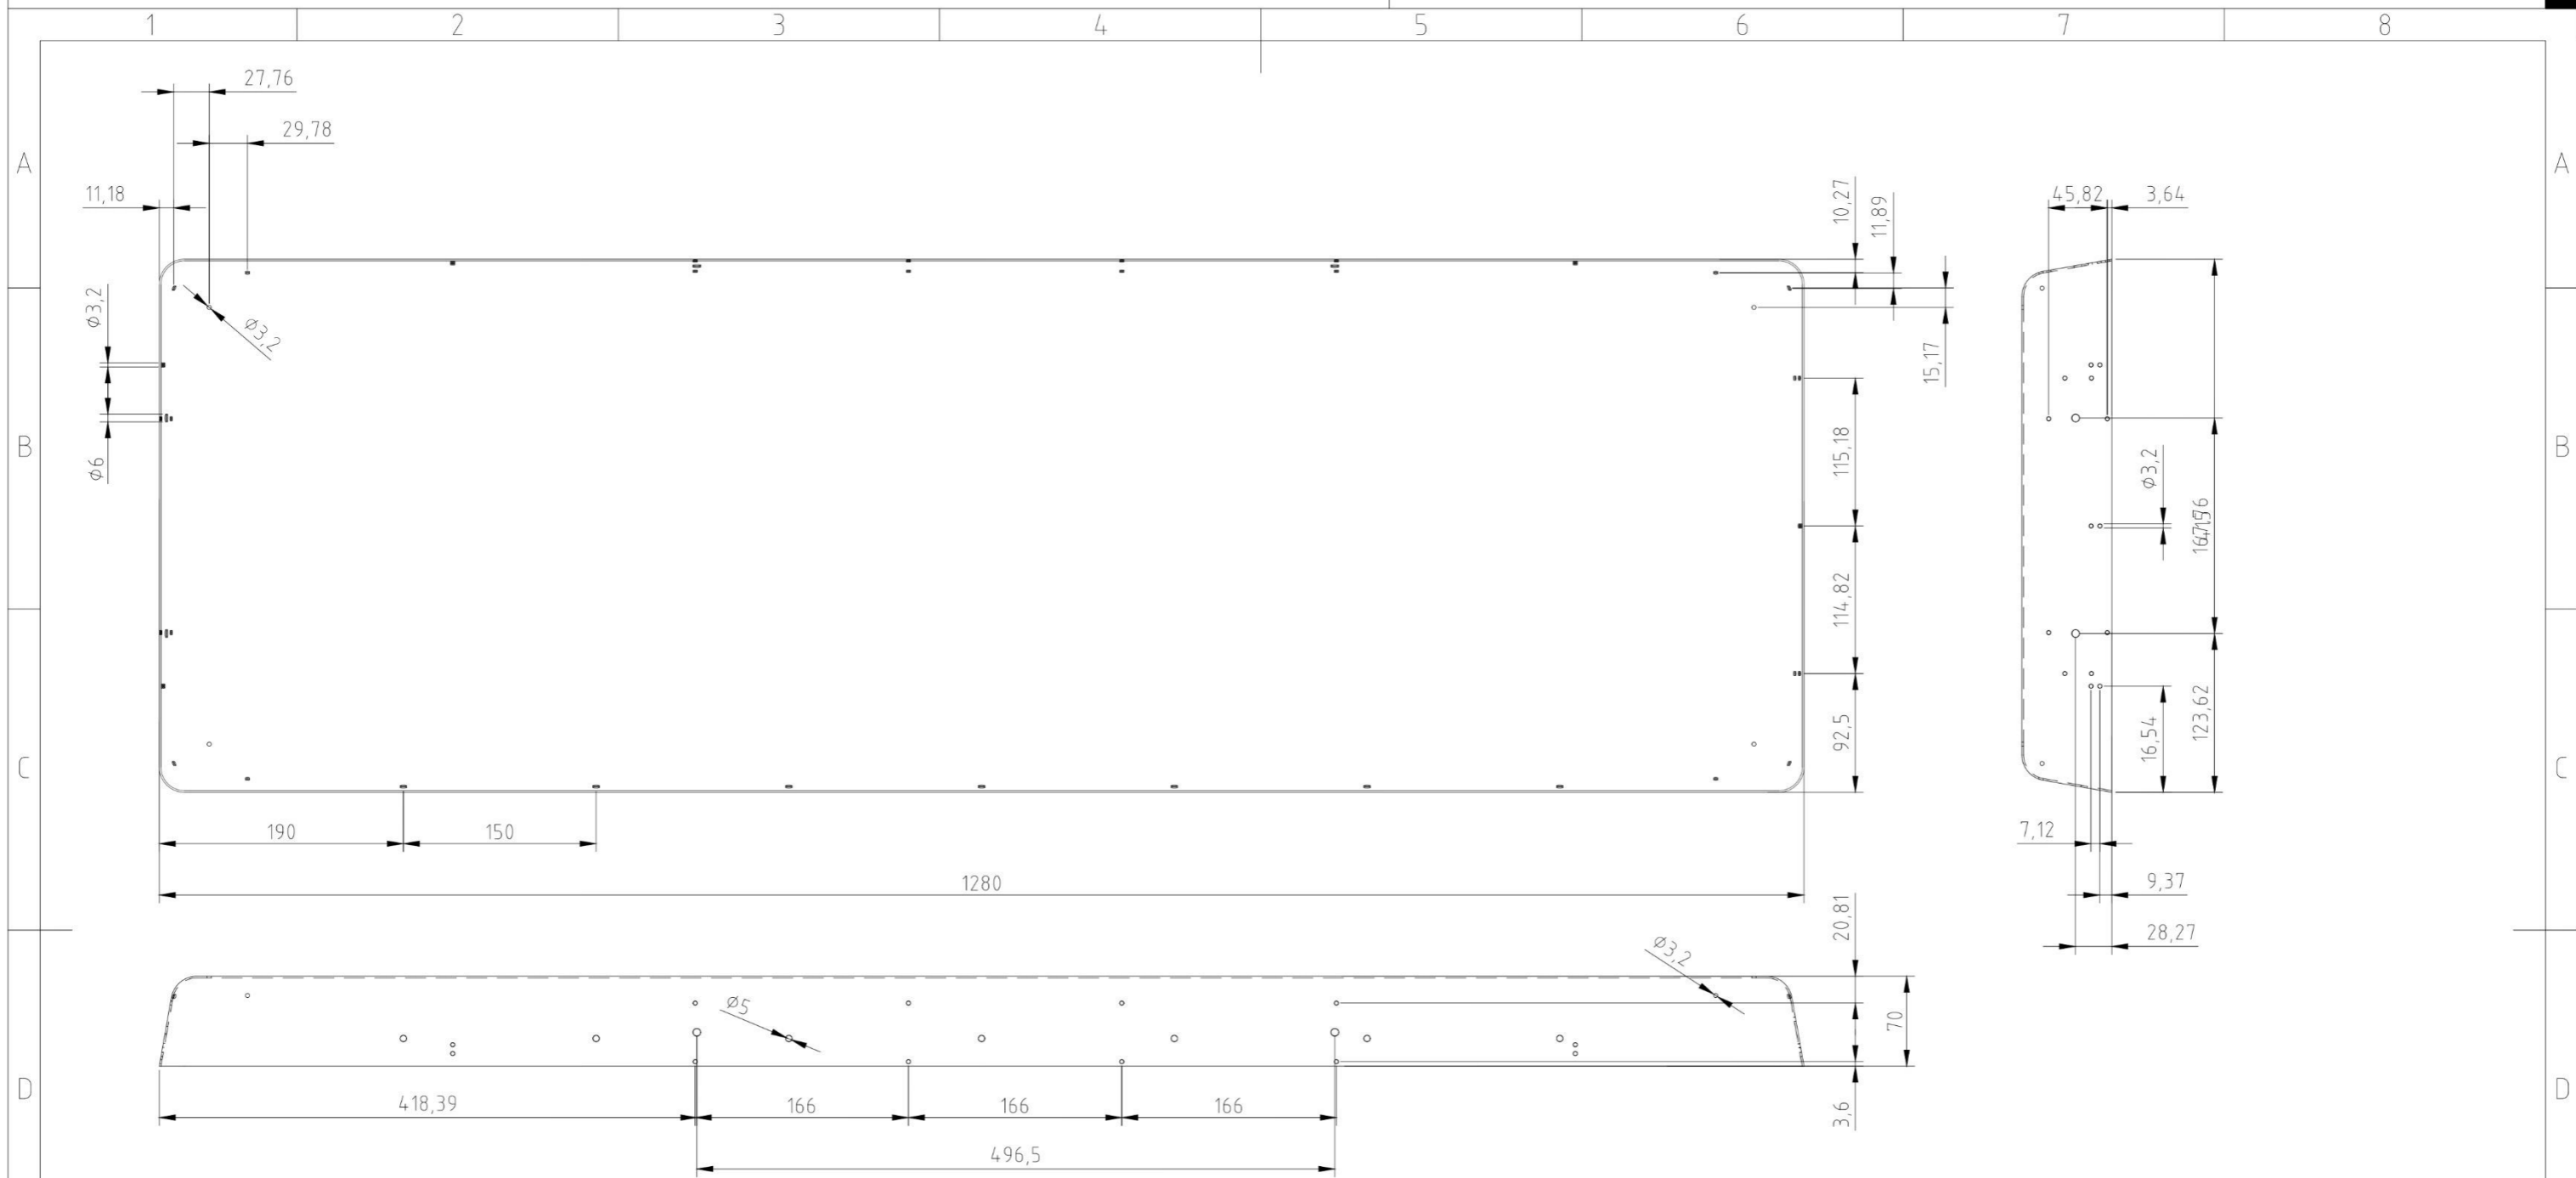 1 2 3 4 5 6 7 8
27,76
29,78
A A
11,18 10,27 11,89 45,82 3,64
Ø3,2 Ø3,2
15,17
B 115,18 B
Ø6 Ø3,2
114,82
92,5 16,54 123,62
C C
190 150 7,12
1280 9,37
20,81
28,27
Ø3,2
Ø5
70
D 418,39 166 166 166 3,6 D
496,5